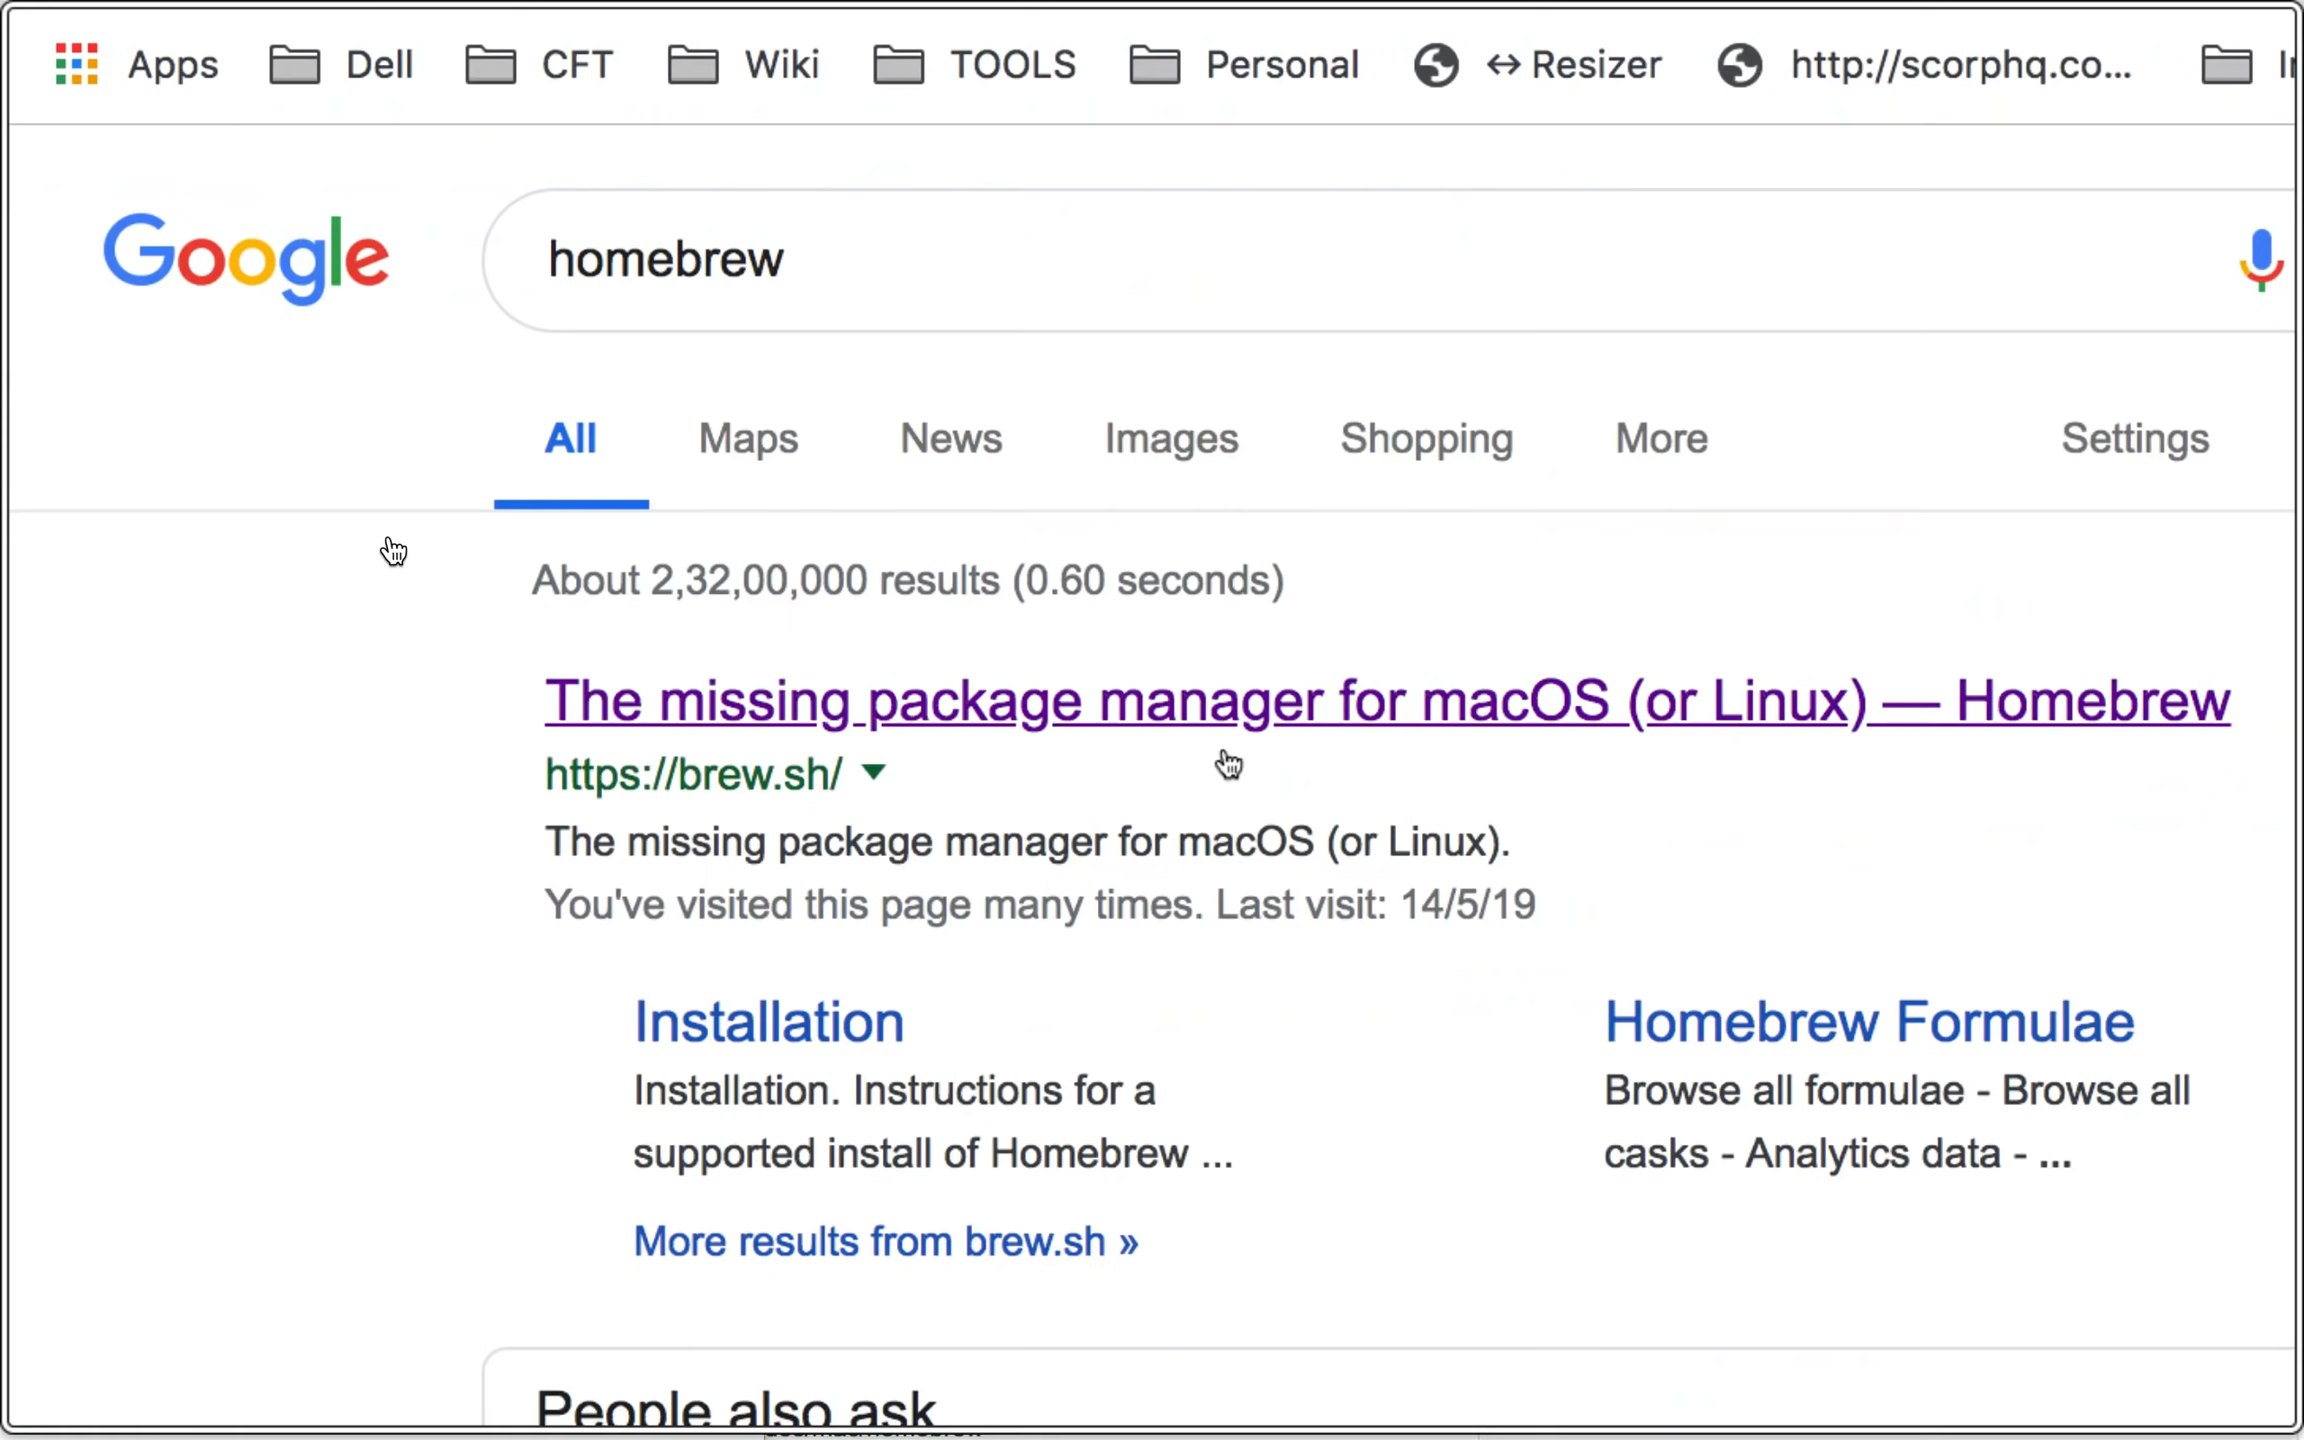 Apps Dell CFT Wiki TOOLS Personal ↔ Resizer http://scorphq.co...
Google homebrew
All Maps News Images Shopping More Settings
About 2,32,00,000 results (0.60 seconds)
The missing package manager for macOS (or Linux) — Homebrew
https://brew.sh/
The missing package manager for macOS (or Linux).
You've visited this page many times. Last visit: 14/5/19
Installation
Installation. Instructions for a
supported install of Homebrew ...
Homebrew Formulae
Browse all formulae - Browse all
casks - Analytics data - ...
More results from brew.sh »
People also ask